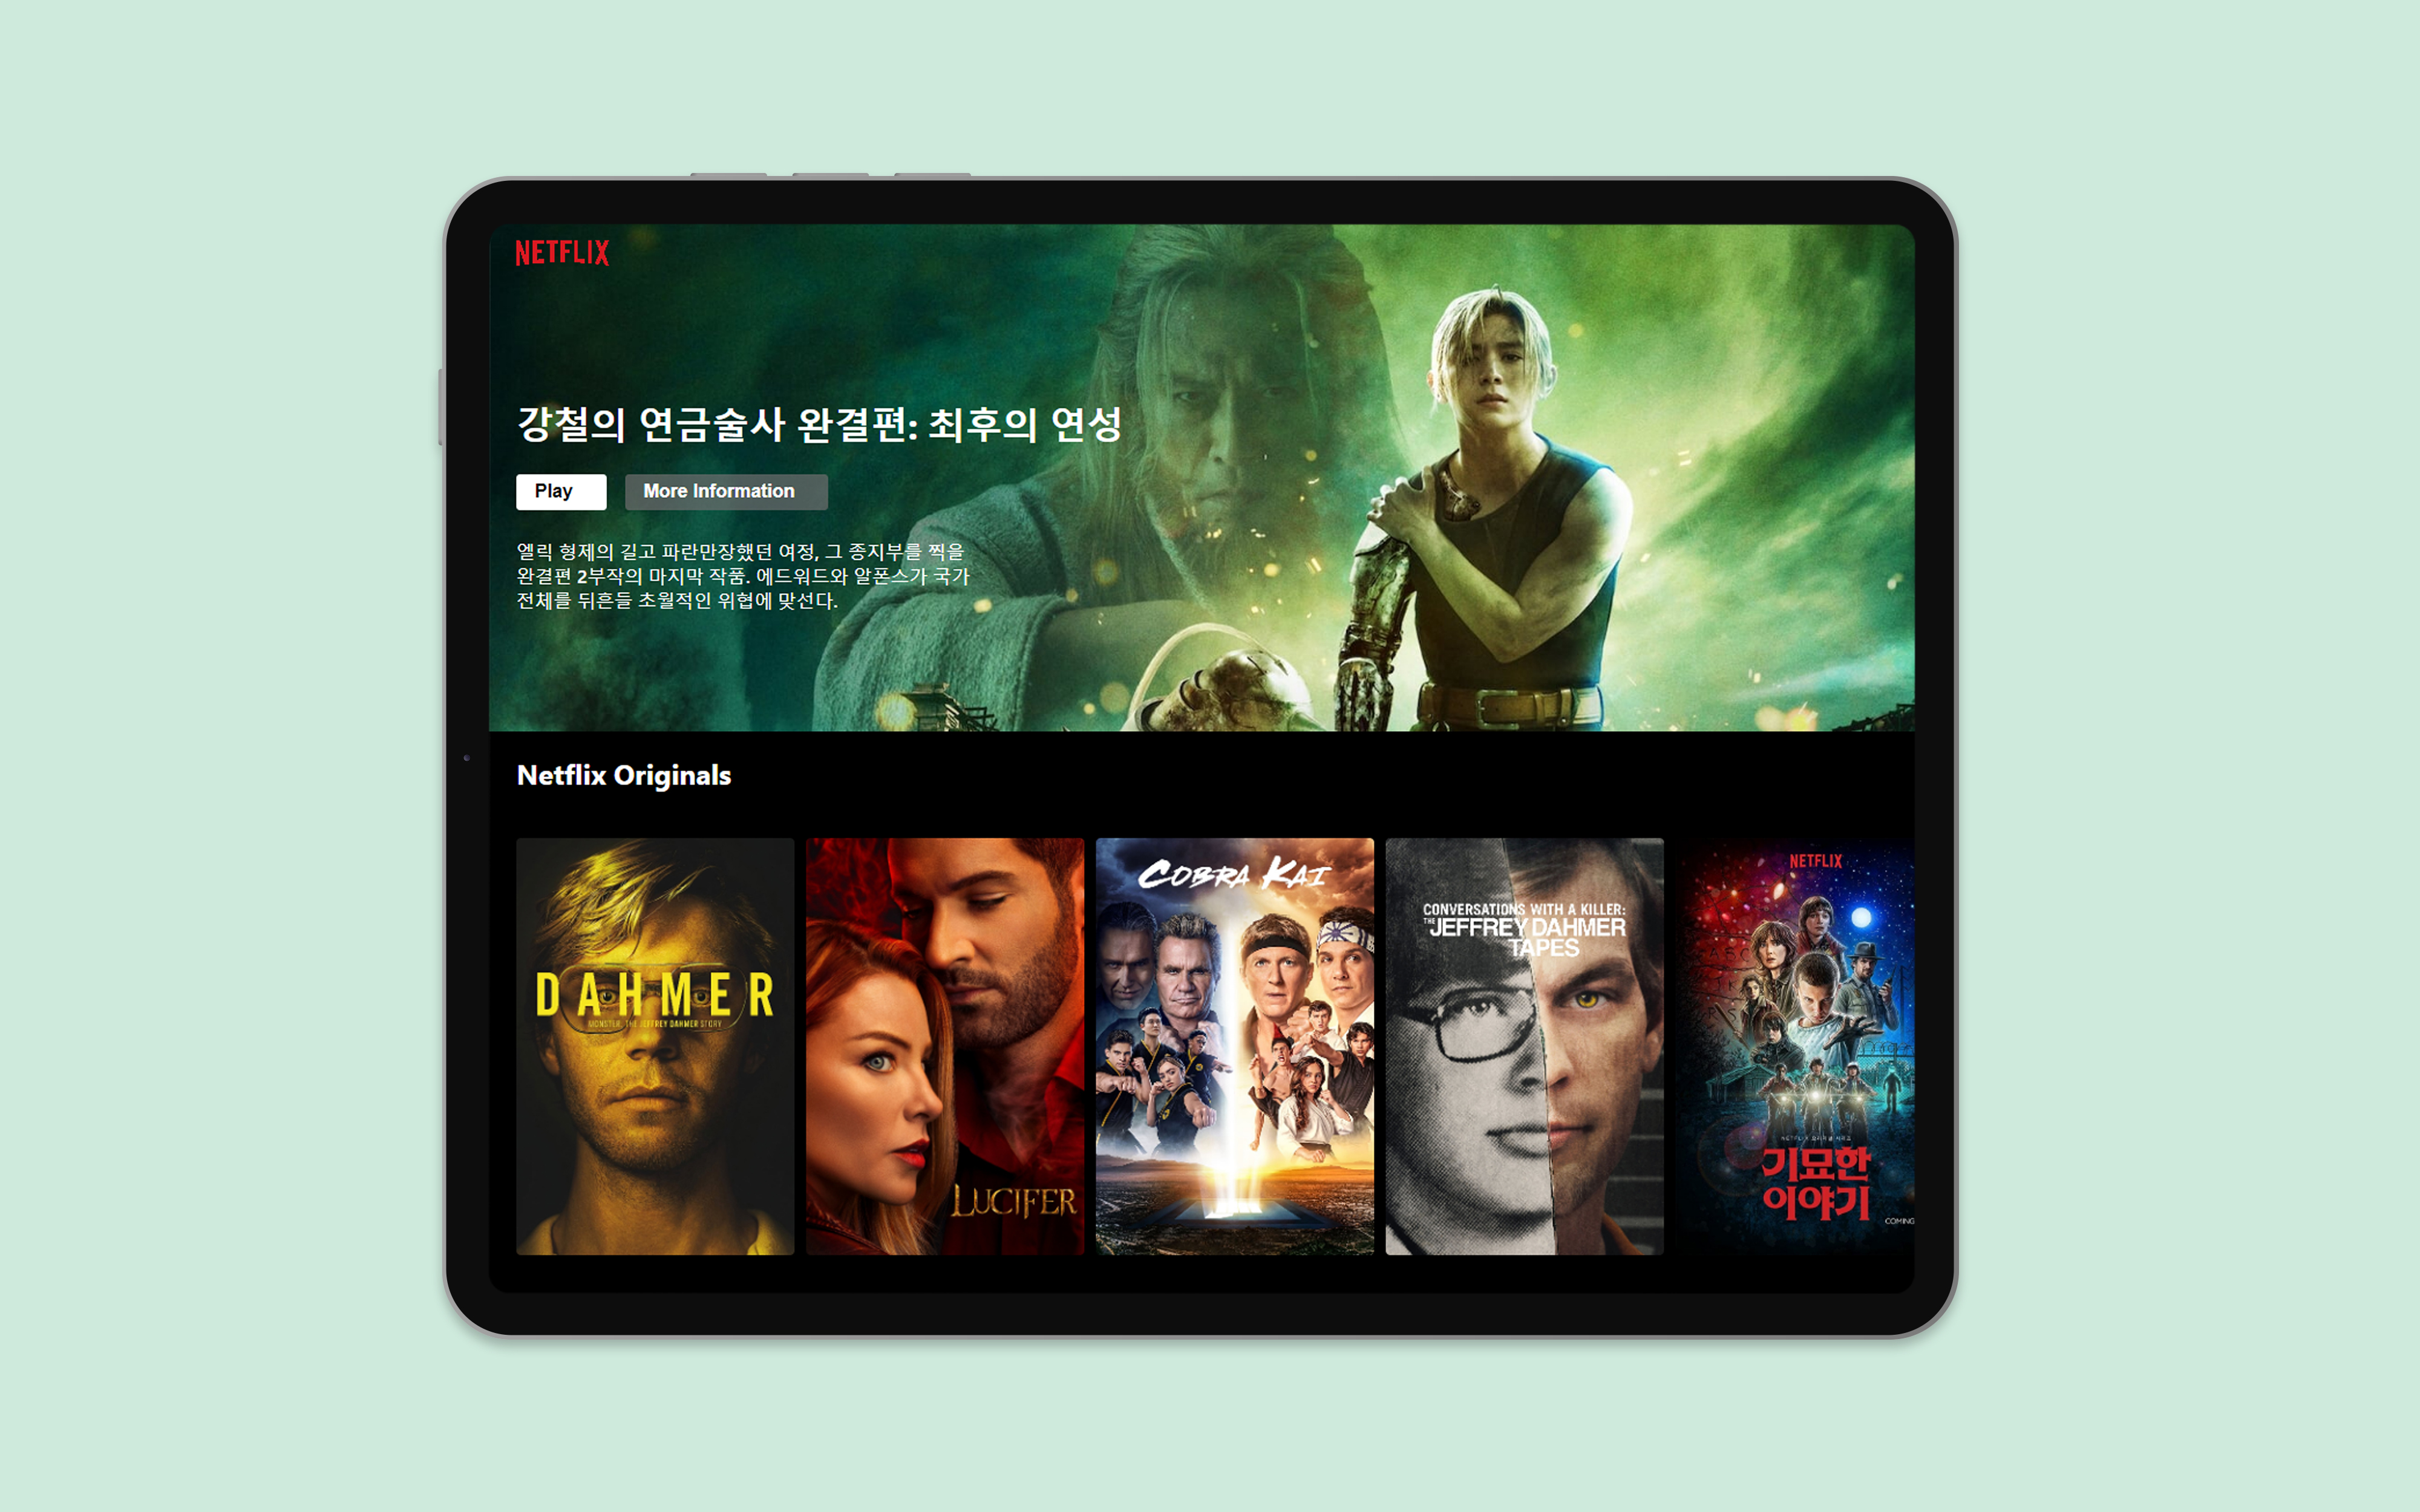 NETFLIX
강철의 연금술사 완결편: 최후의 연성
Play
More Information
엘릭 형제의 길고 파란만장했던 여정, 그 종지부를 찍을
완결편 2부작의 마지막 작품. 에드워드와 알폰스가 국가
전체를 뒤흔들 초월적인 위협에 맞선다.
Netflix Originals
DAHMER
MONSTER: THE JEFFREY DAHMER STORY
LUCIFER
COBRA KAI
CONVERSATIONS WITH A KILLER:
THE JEFFREY DAHMER
TAPES
NETFLIX
기묘한
이야기
COMING